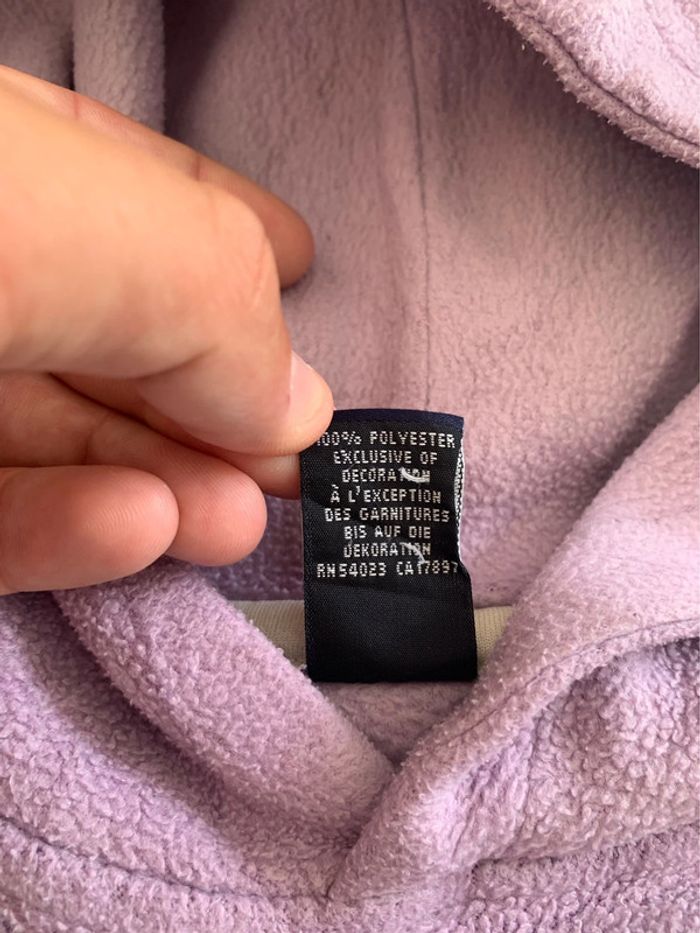 100% POLYESTER
EXCLUSIVE OF
DECORATION
À L'EXCEPTION
DES GARNITURES
BIS AUF DIE
DEKORATION
RN54023 CA17897